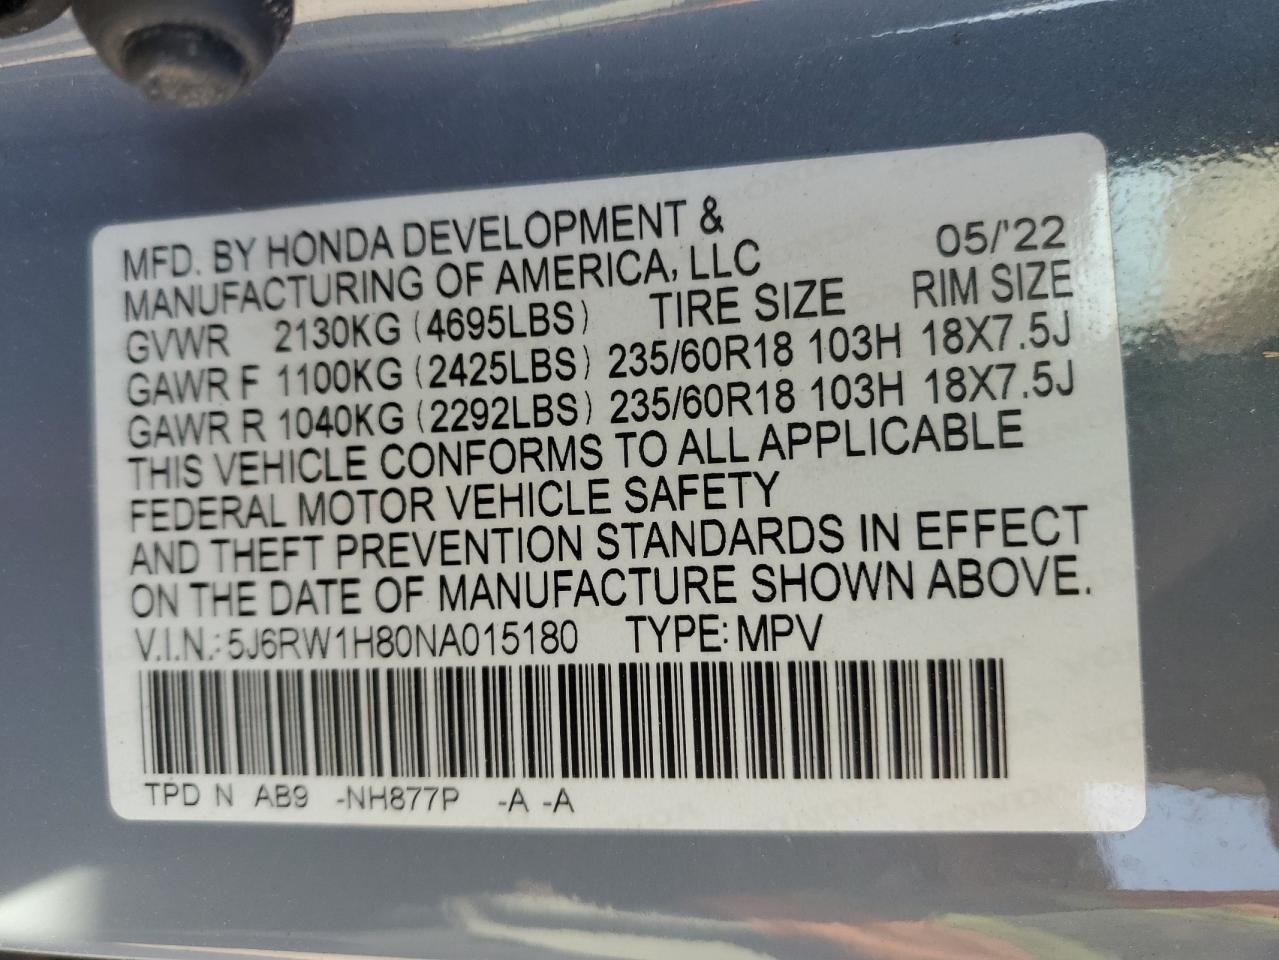 MFD. BY HONDA DEVELOPMENT &
MANUFACTURING OF AMERICA, LLC 05/'22
GVWR 2130KG (4695LBS) TIRE SIZE RIM SIZE
GAWR F 1100KG (2425LBS) 235/60R18 103H 18X7.5J
GAWR R 1040KG (2292LBS) 235/60R18 103H 18X7.5J
THIS VEHICLE CONFORMS TO ALL APPLICABLE
FEDERAL MOTOR VEHICLE SAFETY
AND THEFT PREVENTION STANDARDS IN EFFECT
ON THE DATE OF MANUFACTURE SHOWN ABOVE.
V.I.N.: 5J6RW1H80NA015180 TYPE: MPV
TPD N AB9 -NH877P -A -A